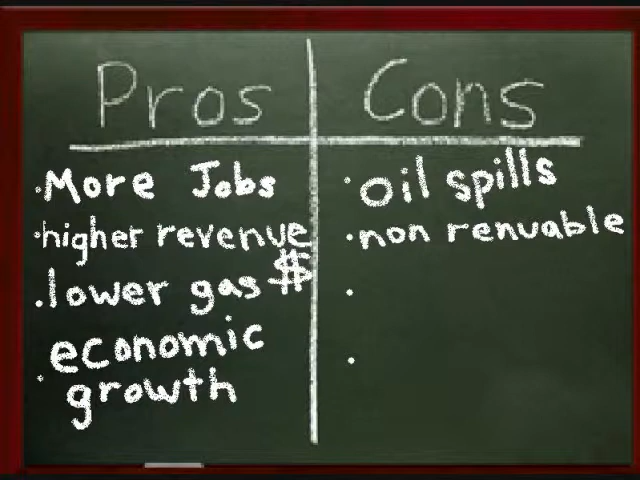 Pros
Cons
·More Jobs
·higher revenue
·lower gas $
·economic
growth
·Oil spills
·non renuable
·
·